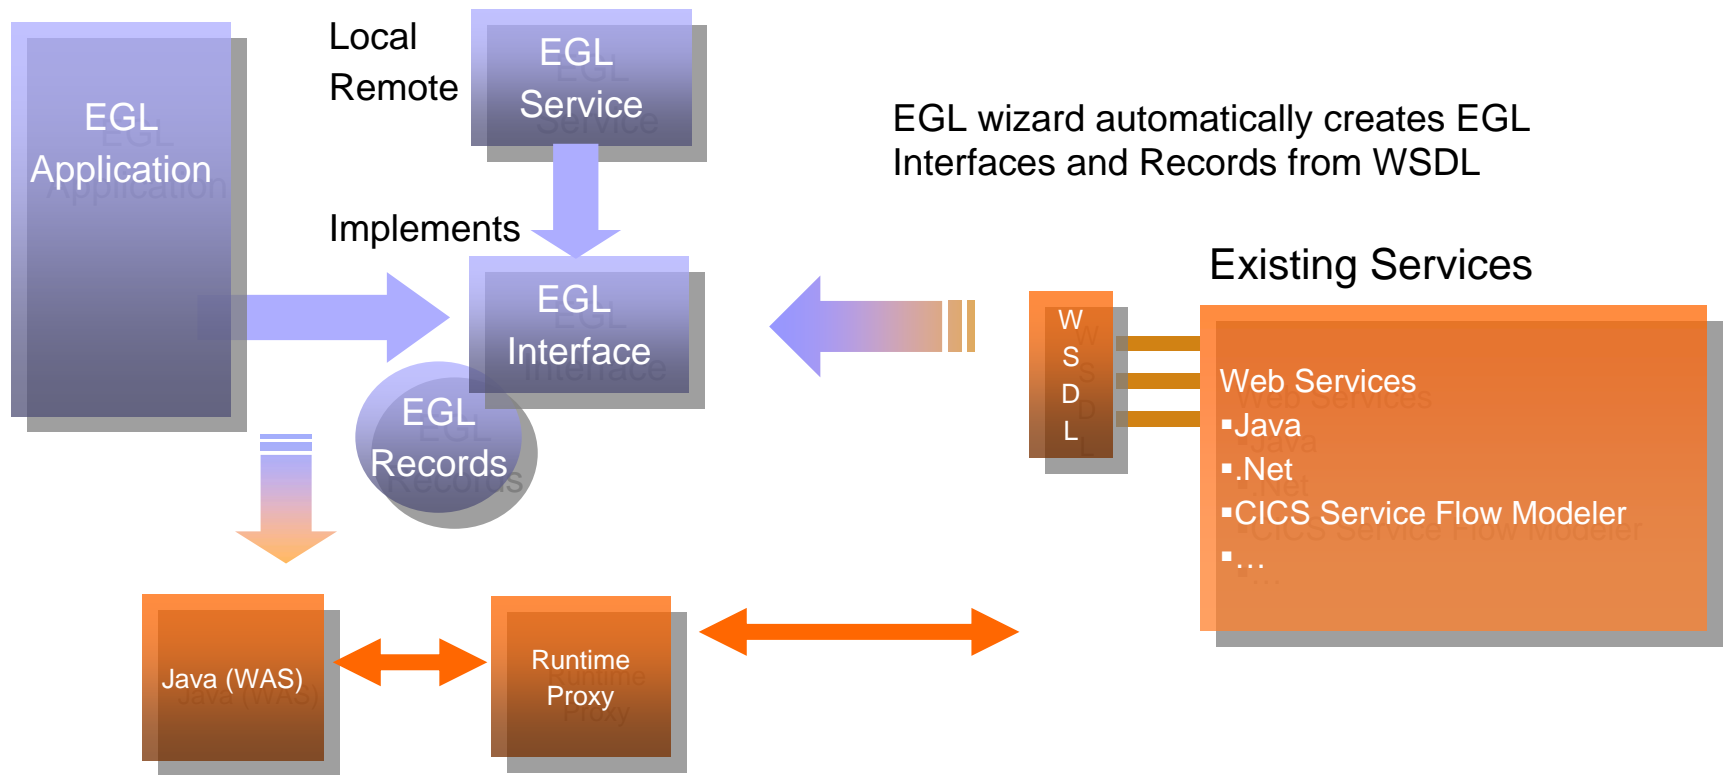 EGL
Application
Local
Remote
EGL
Service
Implements
EGL
Interface
EGL
Records
EGL wizard automatically creates EGL
Interfaces and Records from WSDL
Existing Services
W
S
D
L
Web Services
▪Java
▪.Net
▪CICS Service Flow Modeler
▪…
Java (WAS)
Runtime
Proxy